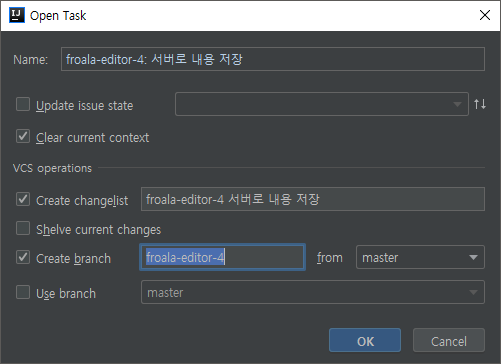 IJ Open Task
Name: froala-editor-4: 서버로 내용 저장
Update issue state
Clear current context
VCS operations
Create changelist froala-editor-4 서버로 내용 저장
Shelve current changes
Create branch froala-editor-4 from master
Use branch master
OK Cancel